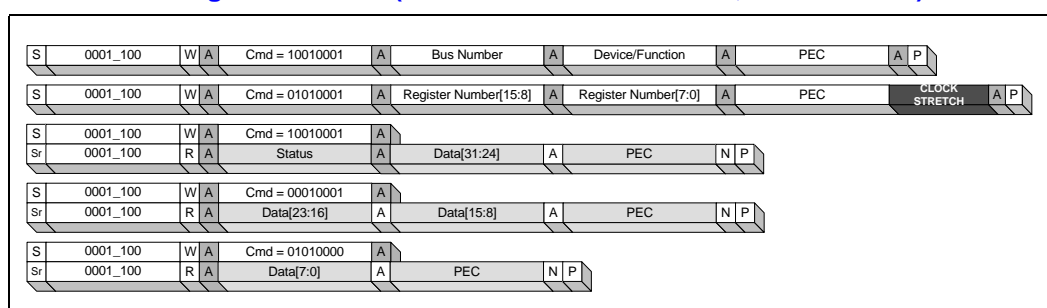 S 0001_100 W A Cmd = 10010001 A Bus Number A Device/Function A PEC A P
S 0001_100 W A Cmd = 01010001 A Register Number[15:8] A Register Number[7:0] A PEC CLOCK STRETCH A P
S 0001_100 W A Cmd = 10010001 A
Sr 0001_100 R A Status A Data[31:24] A PEC N P
S 0001_100 W A Cmd = 00010001 A
Sr 0001_100 R A Data[23:16] A Data[15:8] A PEC N P
S 0001_100 W A Cmd = 01010000 A
Sr 0001_100 R A Data[7:0] A PEC N P